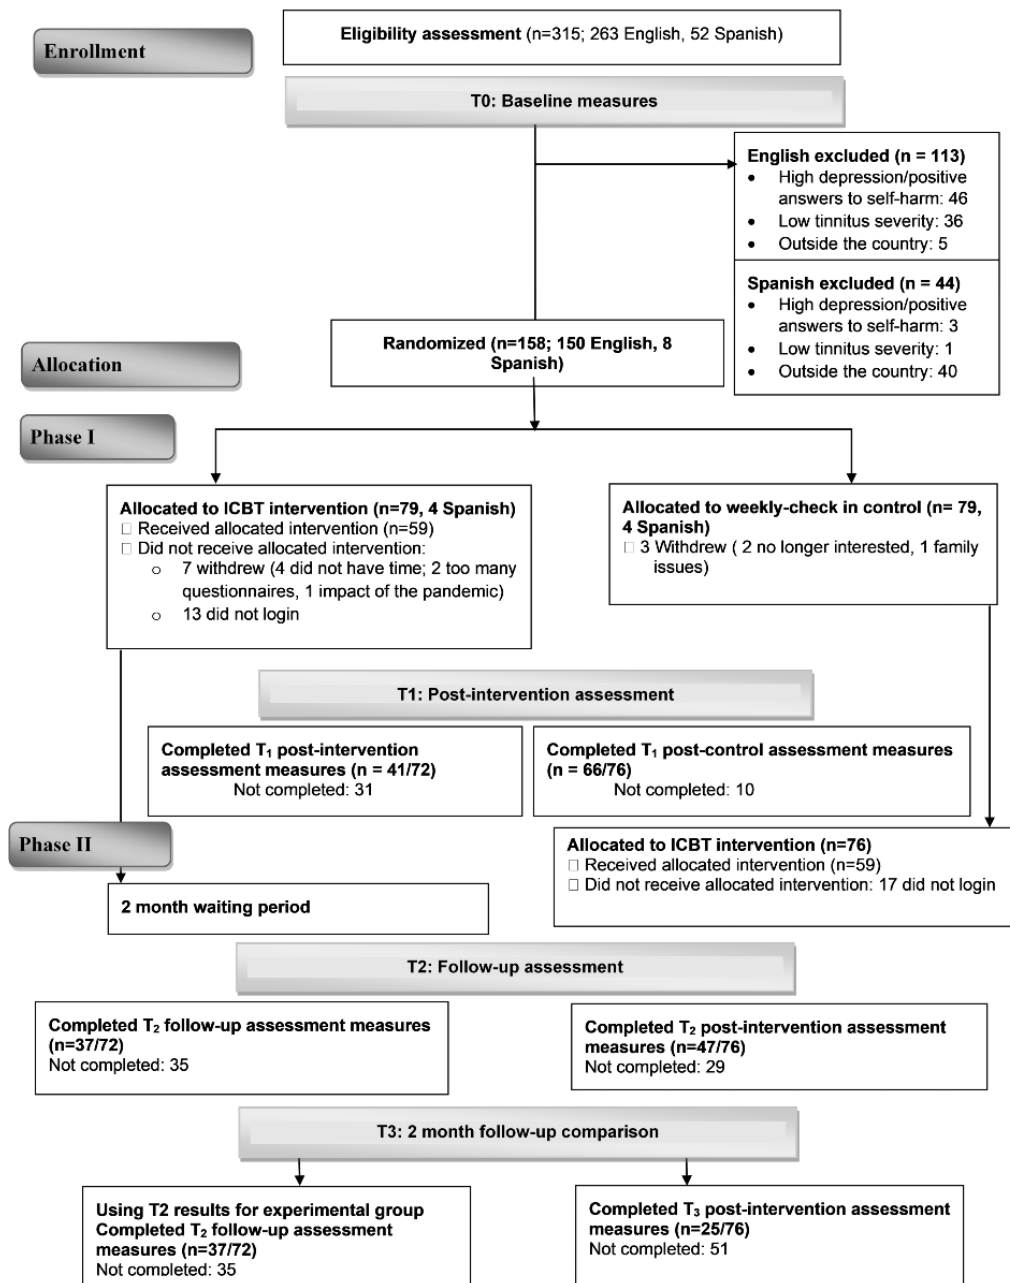 Enrollment
Eligibility assessment (n=315; 263 English, 52 Spanish)
T0: Baseline measures
English excluded (n = 113)
• High depression/positive
answers to self-harm: 46
• Low tinnitus severity: 36
• Outside the country: 5
Spanish excluded (n = 44)
• High depression/positive
answers to self-harm: 3
• Low tinnitus severity: 1
• Outside the country: 40
Randomized (n=158; 150 English, 8
Spanish)
Allocation
Phase I
Allocated to ICBT intervention (n=79, 4 Spanish)
□ Received allocated intervention (n=59)
□ Did not receive allocated intervention:
o 7 withdrew (4 did not have time; 2 too many
questionnaires, 1 impact of the pandemic)
o 13 did not login
Allocated to weekly-check in control (n= 79,
4 Spanish)
□ 3 Withdrew ( 2 no longer interested, 1 family
issues)
T1: Post-intervention assessment
Completed T₁ post-intervention
assessment measures (n = 41/72)
Not completed: 31
Completed T₁ post-control assessment measures
(n = 66/76)
Not completed: 10
Phase II
Allocated to ICBT intervention (n=76)
□ Received allocated intervention (n=59)
□ Did not receive allocated intervention: 17 did not login
2 month waiting period
T2: Follow-up assessment
Completed T₂ follow-up assessment measures
(n=37/72)
Not completed: 35
Completed T₂ post-intervention assessment
measures (n=47/76)
Not completed: 29
T3: 2 month follow-up comparison
Using T2 results for experimental group
Completed T₂ follow-up assessment
measures (n=37/72)
Not completed: 35
Completed T₃ post-intervention assessment
measures (n=25/76)
Not completed: 51